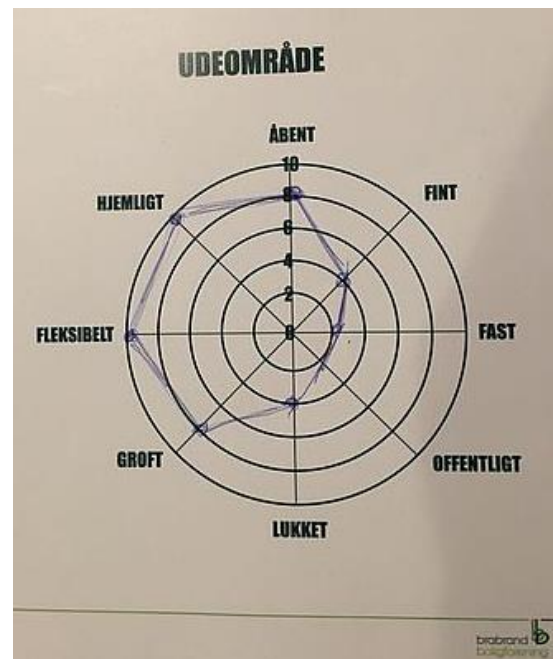 UDEOMRÅDE
ÅBENT
10
HJEMLIGT
FINT
8
6
4
2
0
FLEKSIBELT
FAST
GROFT
OFFENTLIGT
LUKKET
brabrand
boligforening